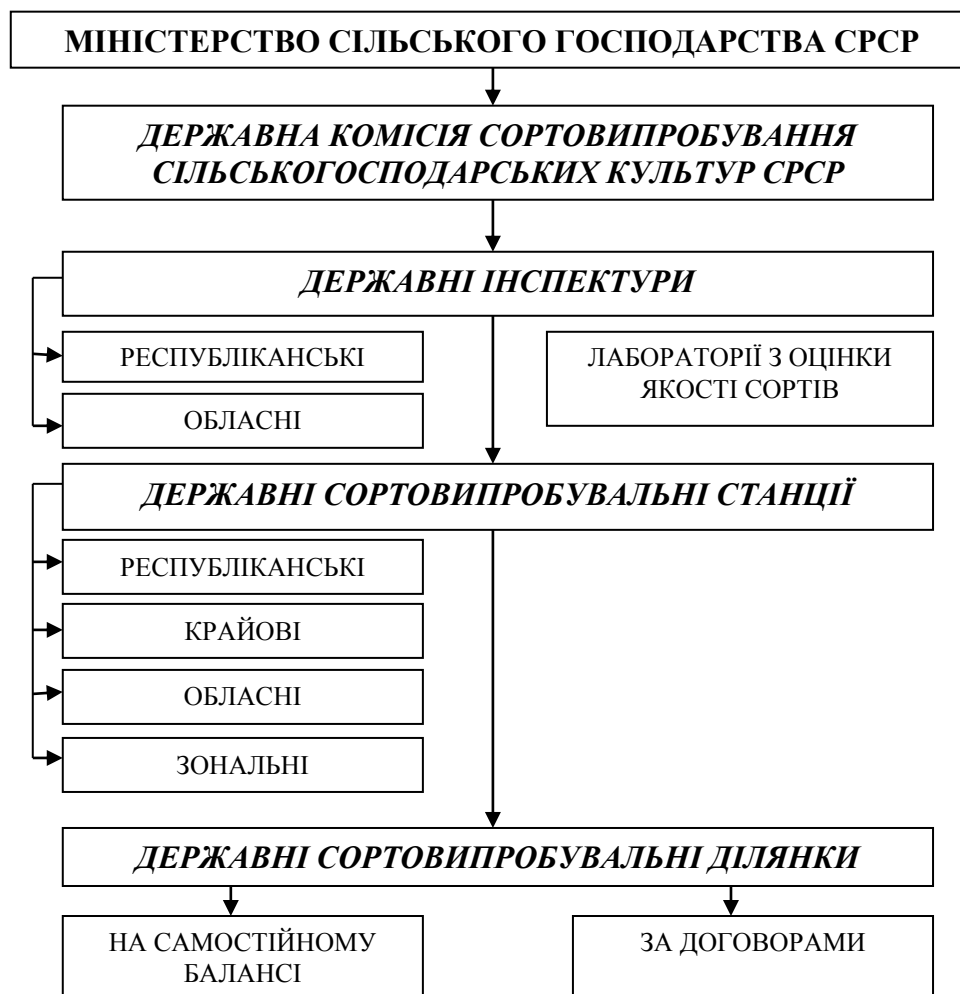 МІНІСТЕРСТВО СІЛЬСЬКОГО ГОСПОДАРСТВА СРСР
ДЕРЖАВНА КОМІСІЯ СОРТОВИПРОБУВАННЯ
СІЛЬСЬКОГОСПОДАРСЬКИХ КУЛЬТУР СРСР
ДЕРЖАВНІ ІНСПЕКТУРИ
РЕСПУБЛІКАНСЬКІ
ОБЛАСНІ
ЛАБОРАТОРІЇ З ОЦІНКИ
ЯКОСТІ СОРТІВ
ДЕРЖАВНІ СОРТОВИПРОБУВАЛЬНІ СТАНЦІЇ
РЕСПУБЛІКАНСЬКІ
КРАЙОВІ
ОБЛАСНІ
ЗОНАЛЬНІ
ДЕРЖАВНІ СОРТОВИПРОБУВАЛЬНІ ДІЛЯНКИ
НА САМОСТІЙНОМУ
БАЛАНСІ
ЗА ДОГОВОРАМИ